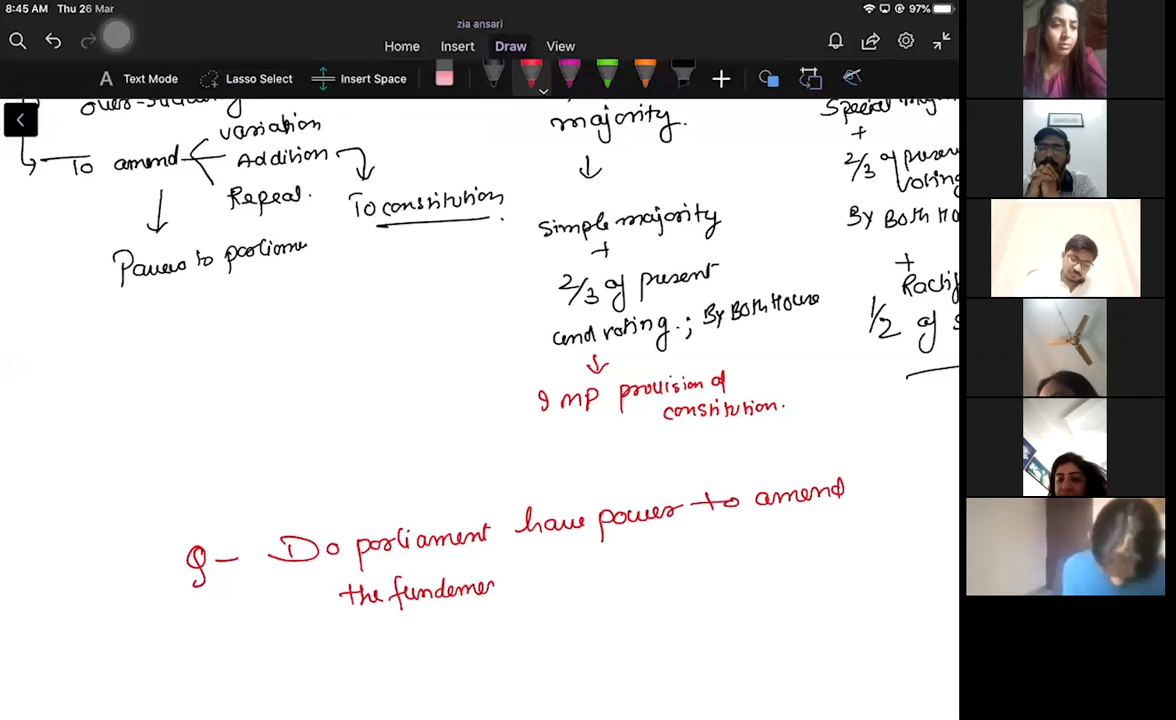 8:45 AM Thu 26 Mar
zia ansari
97%
Home Insert Draw View
A Text Mode Lasso Select Insert Space
variation
To amend Addition
Repeal.
To constitution
Powers to
majority.
Simple majority
+
2/3 of present
and voting. ; By Both House
IMP provision of
constitution.
Special
+
2/3 of
voting
By Both Ho
+
1/2 of s
Q- Do parliament have power to amend
the fundemen